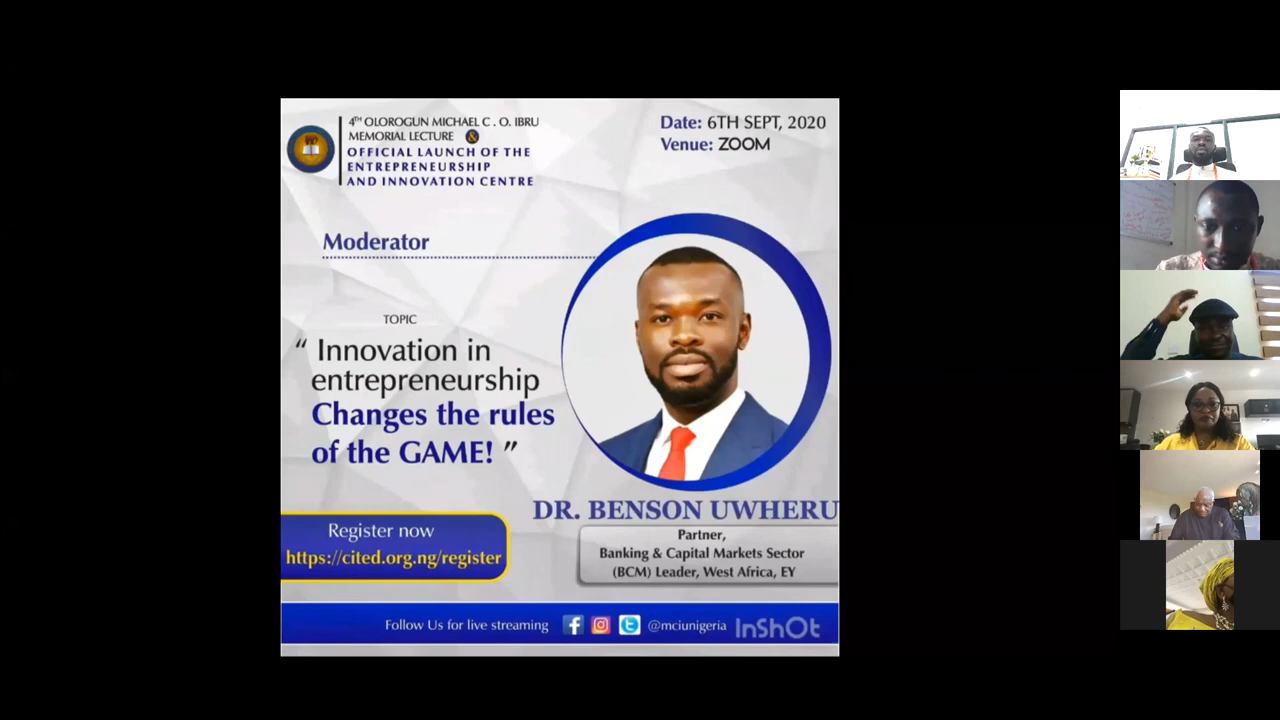 4TH OLOROGUN MICHAEL C . O. IBRU
MEMORIAL LECTURE &
OFFICIAL LAUNCH OF THE
ENTREPRENEURSHIP
AND INNOVATION CENTRE
Date: 6TH SEPT, 2020
Venue: ZOOM
Moderator
TOPIC
“ Innovation in
entrepreneurship
Changes the rules
of the GAME! ”
DR. BENSON UWHERU
Partner,
Banking & Capital Markets Sector
(BCM) Leader, West Africa, EY
Register now
https://cited.org.ng/register
Follow Us for live streaming @mciunigeria InShOt